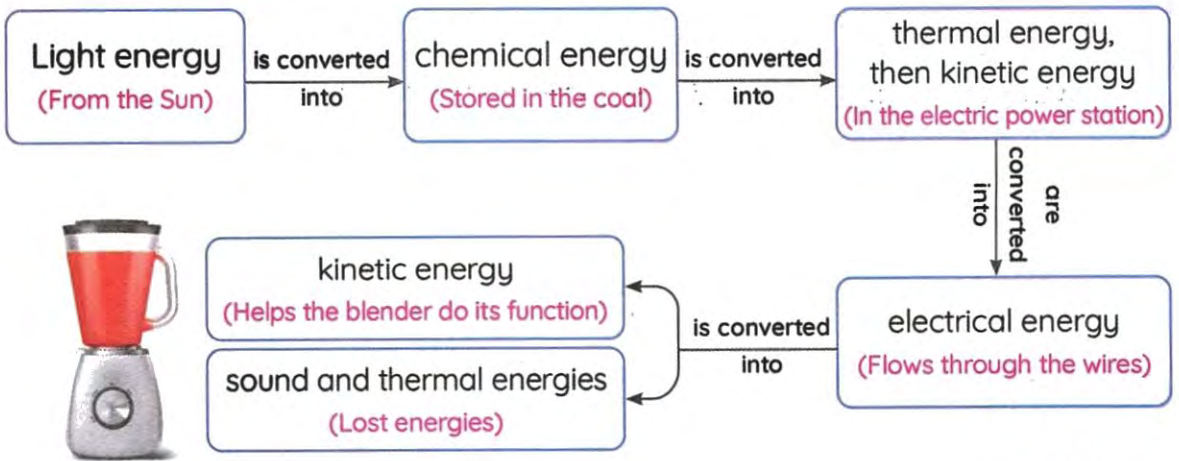 Light energy
(From the Sun)
is converted
into
chemical energy
(Stored in the coal)
is converted
into
thermal energy,
then kinetic energy
(In the electric power station)
are
converted
into
electrical energy
(Flows through the wires)
is converted
into
kinetic energy
(Helps the blender do its function)
sound and thermal energies
(Lost energies)